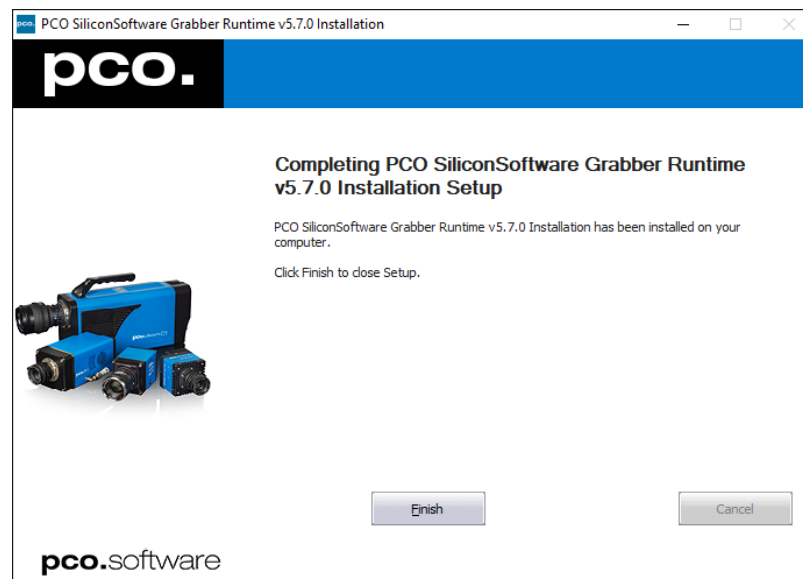 pco. PCO SiliconSoftware Grabber Runtime v5.7.0 Installation
pco.
Completing PCO SiliconSoftware Grabber Runtime
v5.7.0 Installation Setup
PCO SiliconSoftware Grabber Runtime v5.7.0 Installation has been installed on your
computer.
Click Finish to close Setup.
Finish
Cancel
pco.software